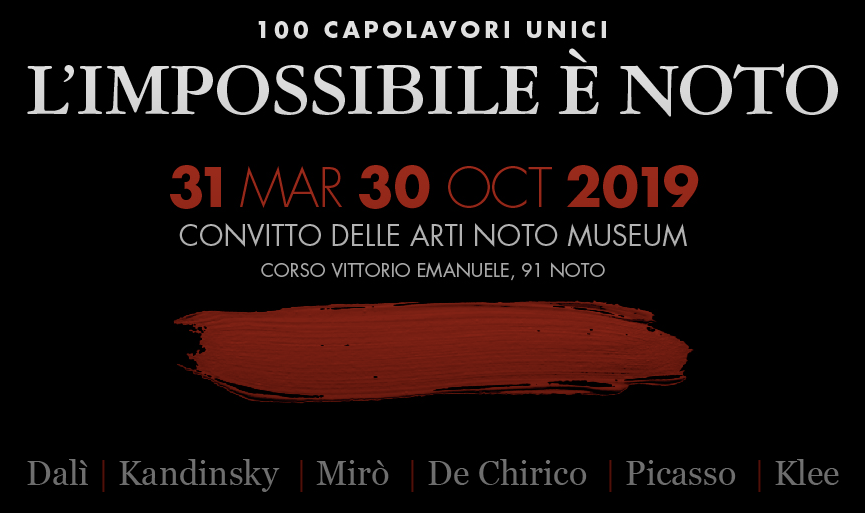 100 CAPOLAVORI UNICI
L'IMPOSSIBILE È NOTO
31 MAR 30 OCT 2019
CONVITTO DELLE ARTI NOTO MUSEUM
CORSO VITTORIO EMANUELE, 91 NOTO
Dalì | Kandinsky | Mirò | De Chirico | Picasso | Klee